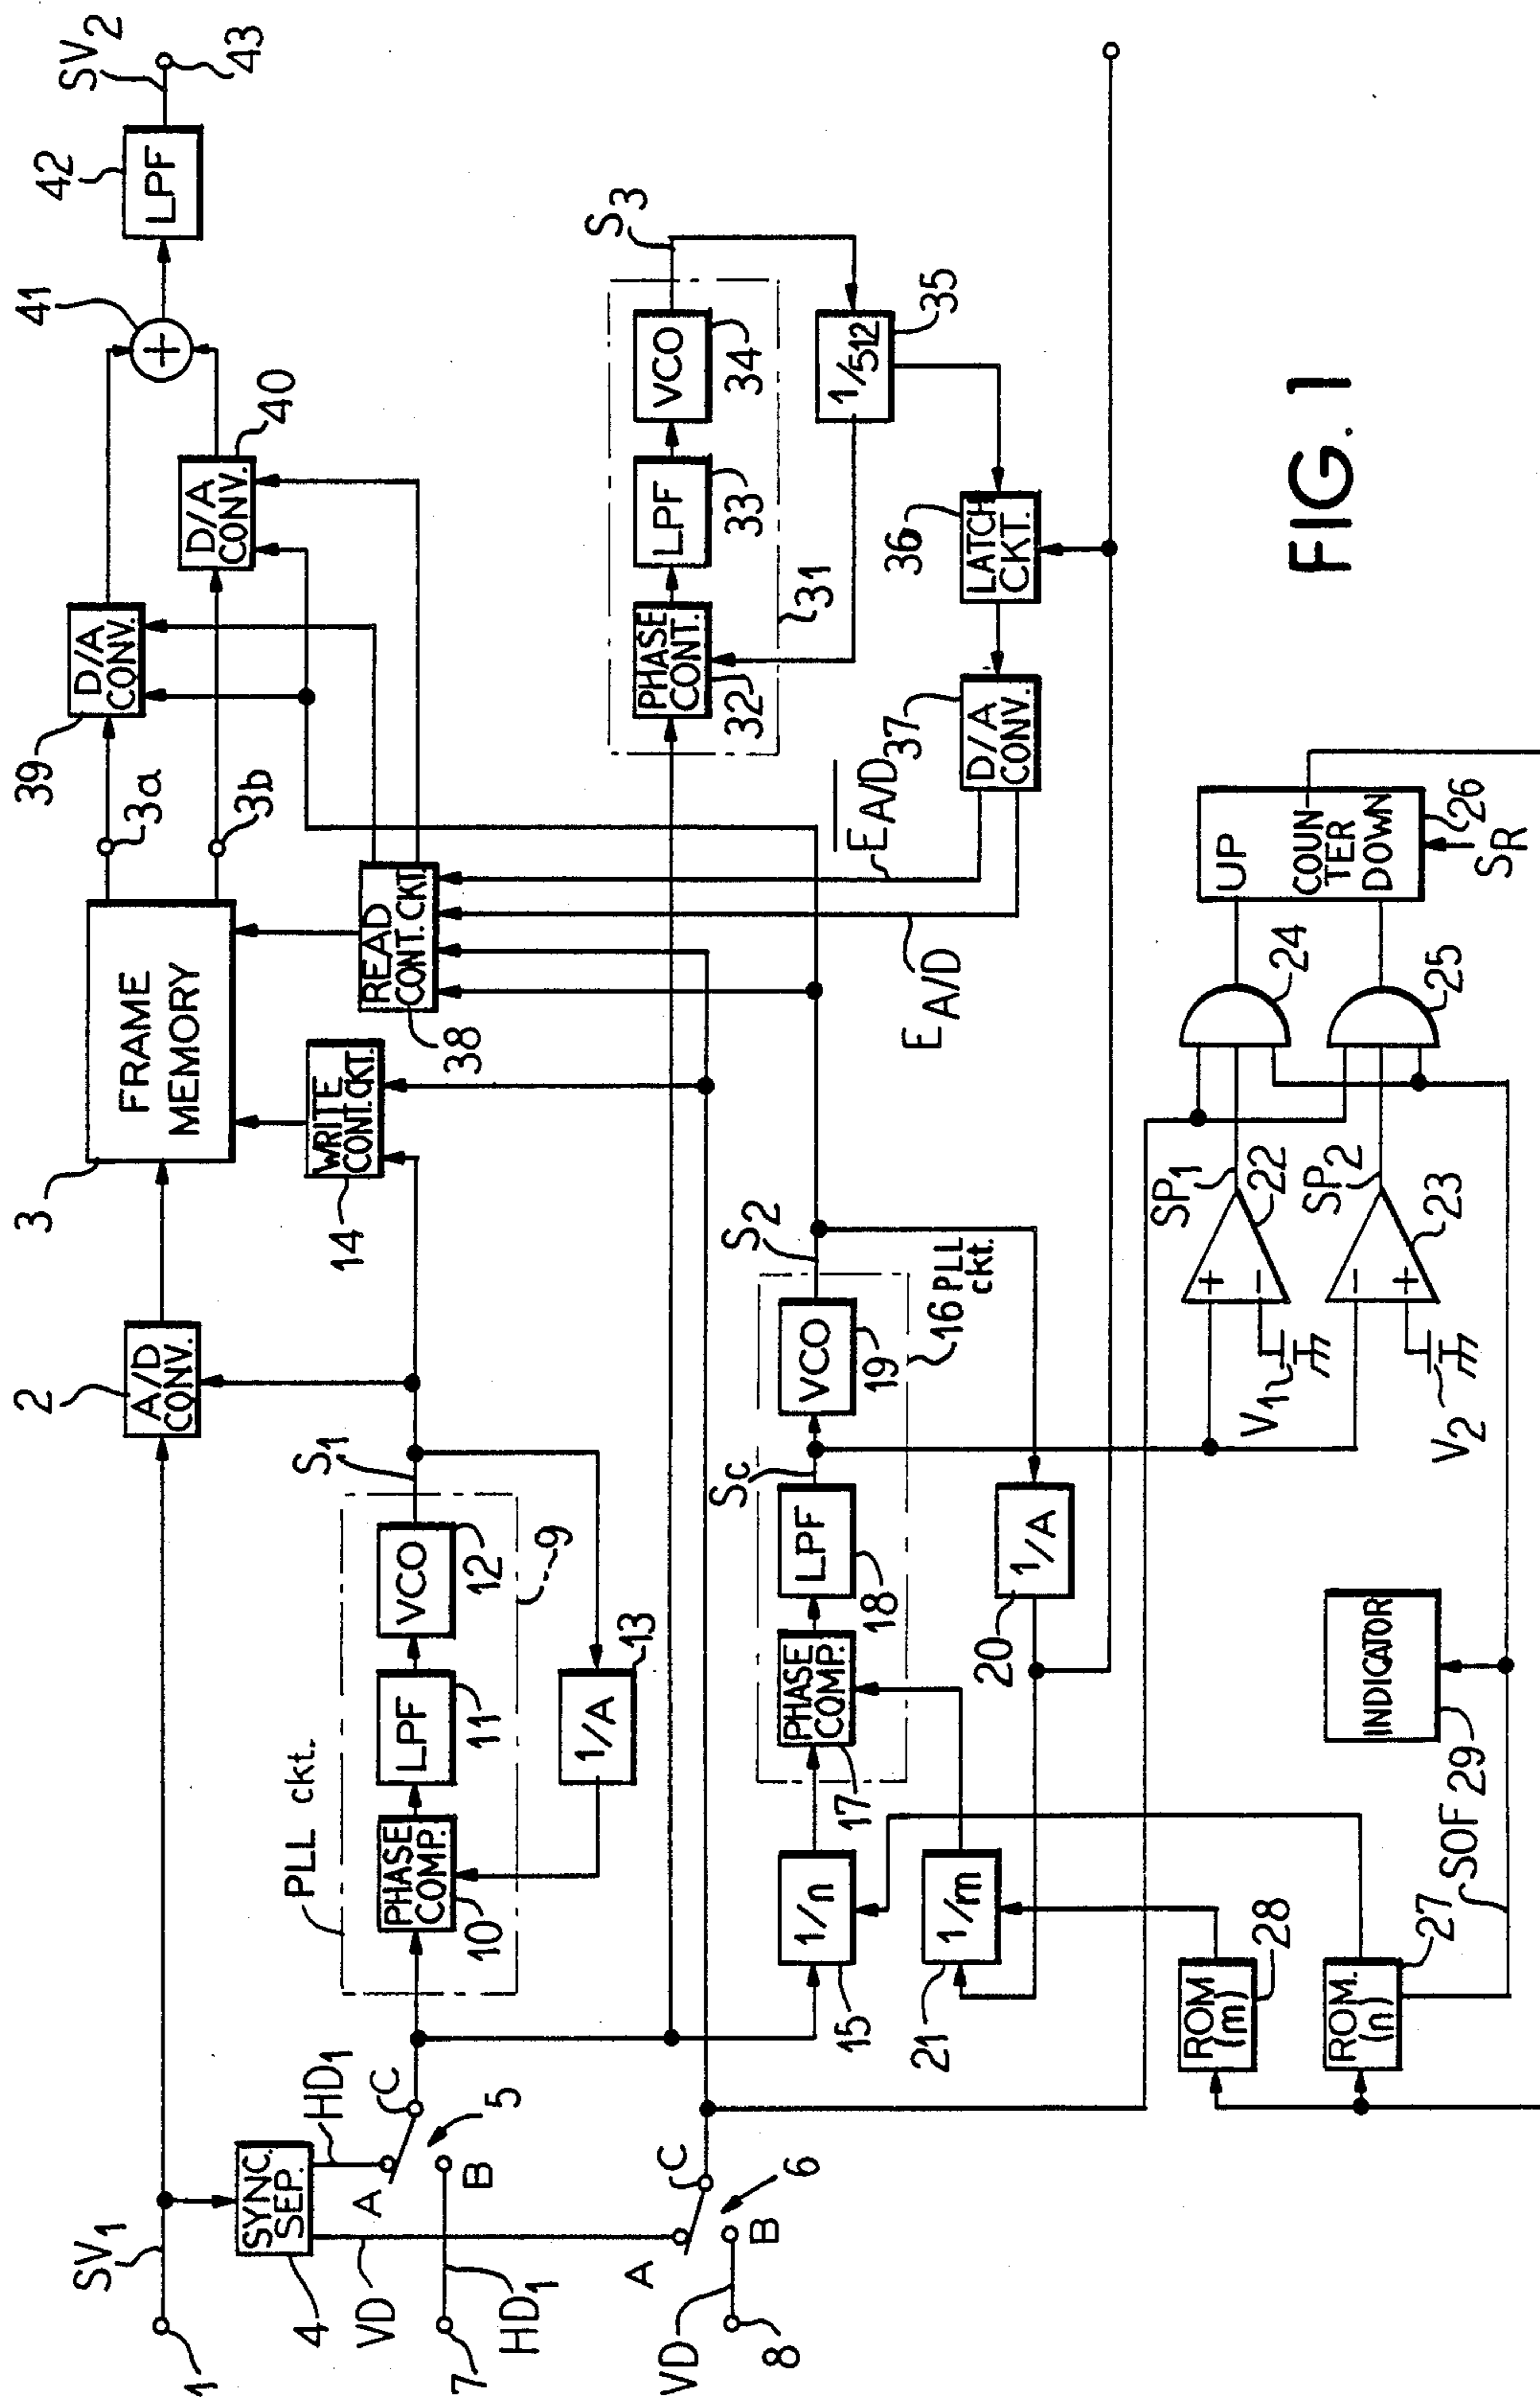 SV1
1
2
A/D
CONV.
3
FRAME
MEMORY
3a
3b
39
D/A
CONV.
D/A
CONV.
40
41
+
42
LPF
SV2
43
SYNC.
SEP.
4
HD1
VD
A
C
B
5
7
HD1
PLL ckt.
PHASE
COMP.
10
LPF
11
VCO
12
9
S1
1/A
13
WRITE
CONT.CKT.
14
READ
CONT.CKT.
38
PHASE
CONT.
32
LPF
33
VCO
34
31
S3
1/512
35
A
C
B
6
VD
8
1/n
15
PHASE
COMP.
17
LPF
18
SC
VCO
19
S2
16 PLL
ckt.
1/m
21
1/A
20
EA/D
EA/D
D/A
CONV.
37
LATCH
CKT.
36
ROM
(m)
28
ROM.
(n)
27
SOF
INDICATOR
29
V1
V2
+
−
−
+
SP1
22
SP2
23
24
25
UP
COUN-
TER
DOWN
26
SR
FIG. 1